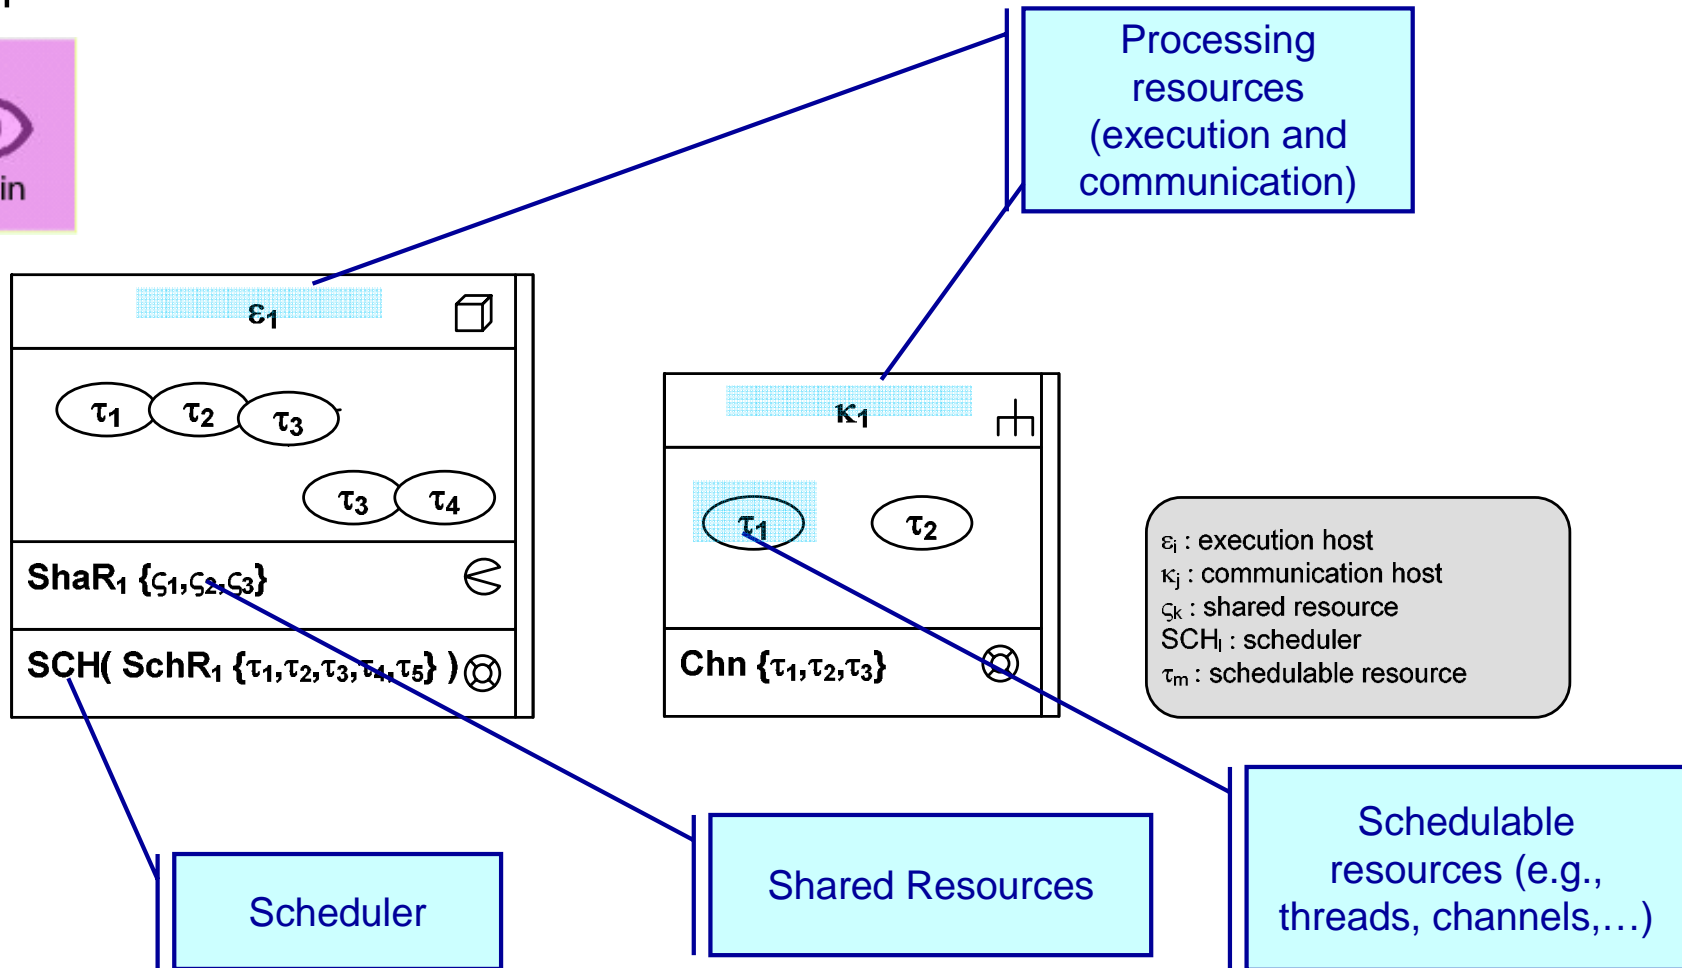 in
Processing
resources
(execution and
communication)
ε1
τ1 τ2 τ3
τ3 τ4
ShaR1 {ς1,ς2,ς3}
SCH( SchR1 {τ1,τ2,τ3,τ4,τ5} )
κ1
τ1 τ2
Chn {τ1,τ2,τ3}
εi : execution host
κj : communication host
ςk : shared resource
SCHl : scheduler
τm : schedulable resource
Scheduler
Shared Resources
Schedulable
resources (e.g.,
threads, channels,…)